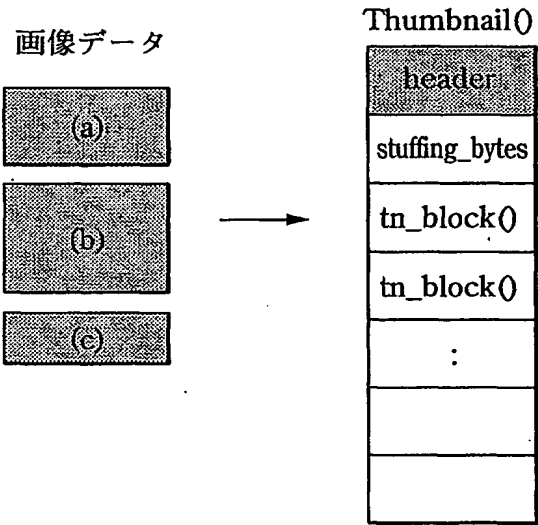 画像データ
(a)
(b)
(c)
Thumbnail()
header
stuffing_bytes
tn_block()
tn_block()
: